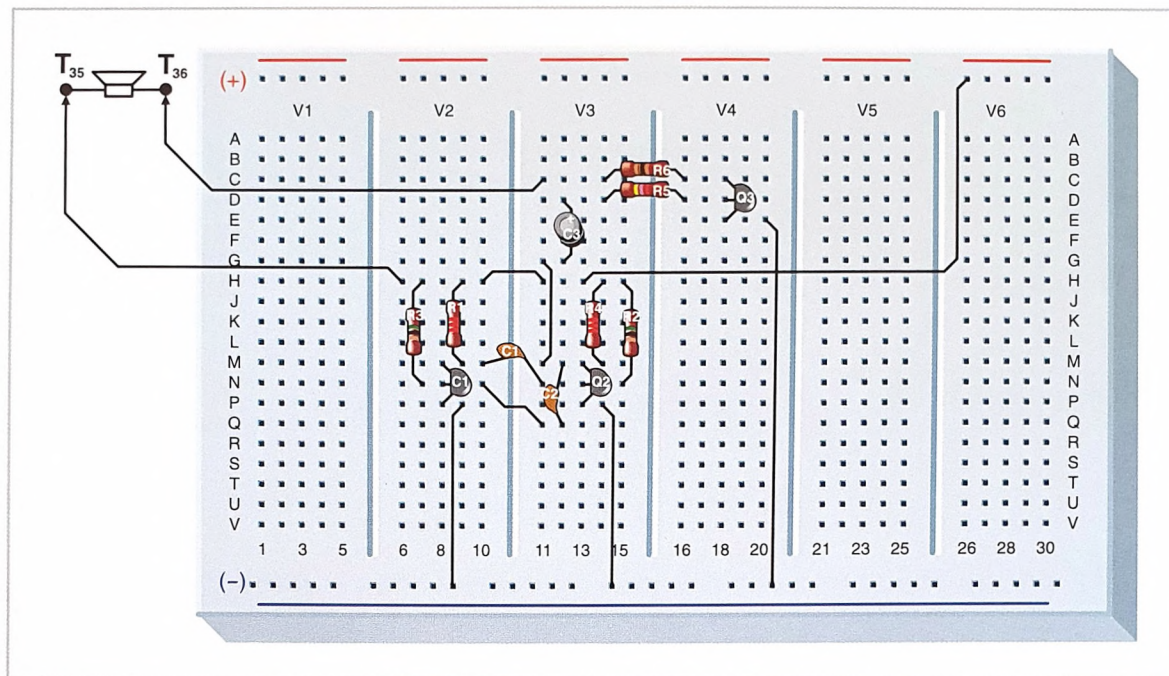 T35 T36
(+)
V1 V2 V3 V4 V5 V6
A A
B R6 B
C R5 C
D Q3 D
E C3 E
F F
G G
H H
J R3 R1 R4 R2 J
K K
L L
M C1 M
N C1 C2 Q2 N
P P
Q Q
R R
S S
T T
U U
V V
1 3 5 6 8 10 11 13 15 16 18 20 21 23 25 26 28 30
(−)